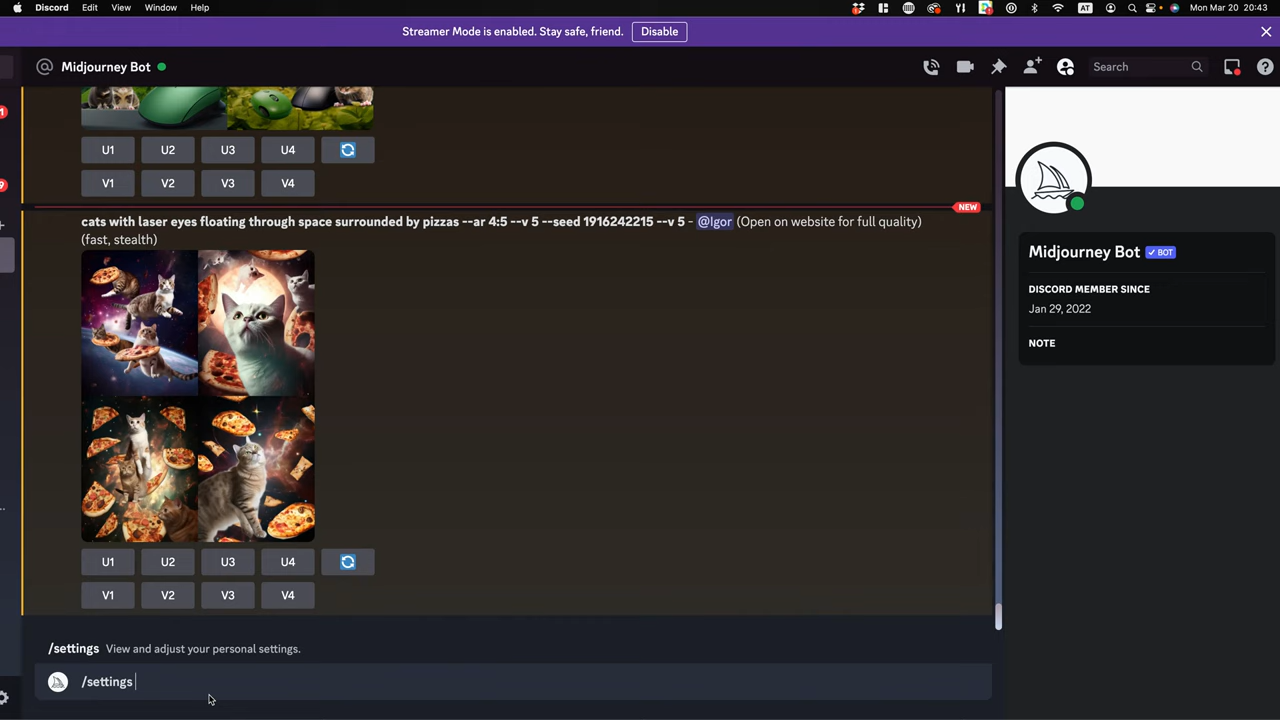 Discord Edit View Window Help AT Mon Mar 20 20:43
Streamer Mode is enabled. Stay safe, friend. Disable
Midjourney Bot Search
U1 U2 U3 U4
V1 V2 V3 V4
1
9
NEW
cats with laser eyes floating through space surrounded by pizzas --ar 4:5 --v 5 --seed 1916242215 --v 5 - @Igor (Open on website for full quality)
(fast, stealth)
Midjourney Bot BOT
DISCORD MEMBER SINCE
Jan 29, 2022
NOTE
U1 U2 U3 U4
V1 V2 V3 V4
/settings View and adjust your personal settings.
/settings